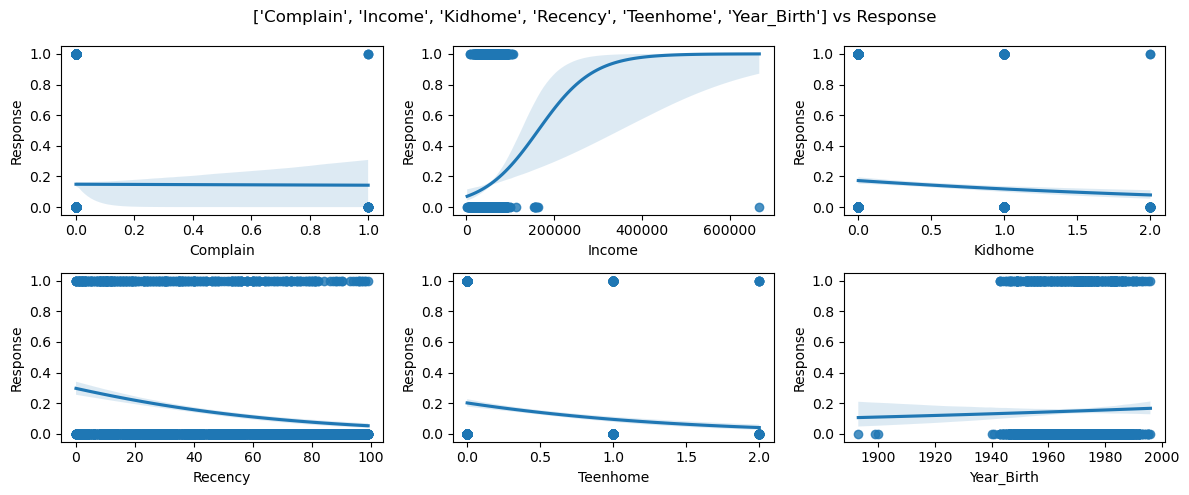 ['Complain', 'Income', 'Kidhome', 'Recency', 'Teenhome', 'Year_Birth'] vs Response
1.0
0.8
0.6
0.4
0.2
0.0
Response
0.0 0.2 0.4 0.6 0.8 1.0
Complain
1.0
0.8
0.6
0.4
0.2
0.0
Response
0 200000 400000 600000
Income
1.0
0.8
0.6
0.4
0.2
0.0
Response
0.0 0.5 1.0 1.5 2.0
Kidhome
1.0
0.8
0.6
0.4
0.2
0.0
Response
0 20 40 60 80 100
Recency
1.0
0.8
0.6
0.4
0.2
0.0
Response
0.0 0.5 1.0 1.5 2.0
Teenhome
1.0
0.8
0.6
0.4
0.2
0.0
Response
1900 1920 1940 1960 1980 2000
Year_Birth